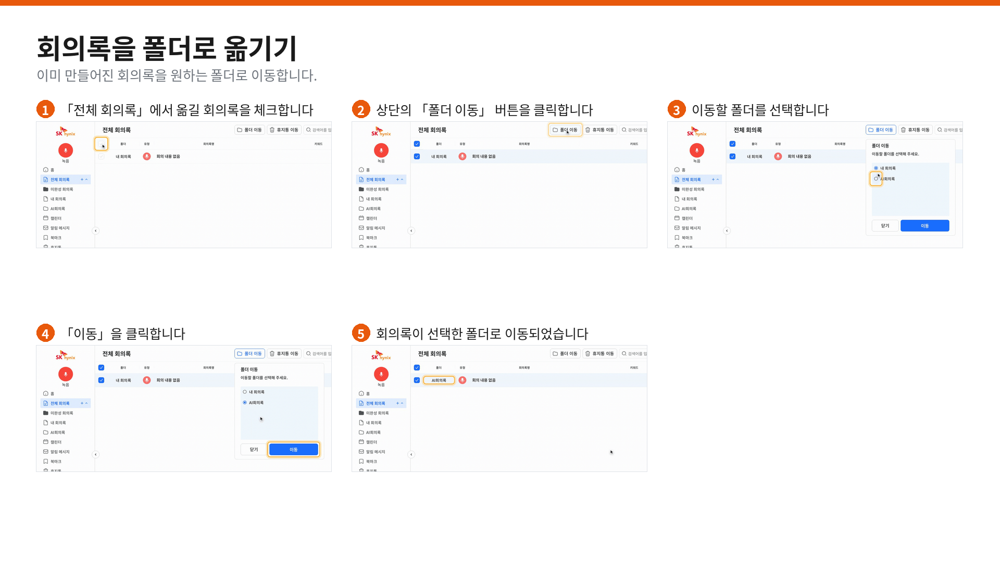 회의록을 폴더로 옮기기
이미 만들어진 회의록을 원하는 폴더로 이동합니다.
1 「전체 회의록」에서 옮길 회의록을 체크합니다
SK hynix
녹음
홈
전체 회의록
미완성 회의록
내 회의록
AI회의록
캘린더
알림 메시지
북마크
휴지통
전체 회의록 폴더 이동 휴지통 이동 검색어를 입
폴더 유형 회의록명 키워드
내 회의록 회의 내용 없음
2 상단의 「폴더 이동」 버튼을 클릭합니다
SK hynix
녹음
홈
전체 회의록
미완성 회의록
내 회의록
AI회의록
캘린더
알림 메시지
북마크
휴지통
전체 회의록 폴더 이동 휴지통 이동 검색어를 입
폴더 유형 회의록명 키워드
내 회의록 회의 내용 없음
3 이동할 폴더를 선택합니다
SK hynix
녹음
홈
전체 회의록
미완성 회의록
내 회의록
AI회의록
캘린더
알림 메시지
북마크
휴지통
전체 회의록 폴더 이동 휴지통 이동 검색어를 입
폴더 유형 회의록명
내 회의록 회의 내용 없음
폴더 이동
이동할 폴더를 선택해 주세요.
내 회의록
AI회의록
닫기 이동
4 「이동」을 클릭합니다
SK hynix
녹음
홈
전체 회의록
미완성 회의록
내 회의록
AI회의록
캘린더
알림 메시지
북마크
휴지통
전체 회의록 폴더 이동 휴지통 이동 검색어를 입
폴더 유형 회의록명
내 회의록 회의 내용 없음
폴더 이동
이동할 폴더를 선택해 주세요.
내 회의록
AI회의록
닫기 이동
5 회의록이 선택한 폴더로 이동되었습니다
SK hynix
녹음
홈
전체 회의록
미완성 회의록
내 회의록
AI회의록
캘린더
알림 메시지
북마크
휴지통
전체 회의록 폴더 이동 휴지통 이동 검색어를 입
폴더 유형 회의록명 키워드
AI회의록 회의 내용 없음